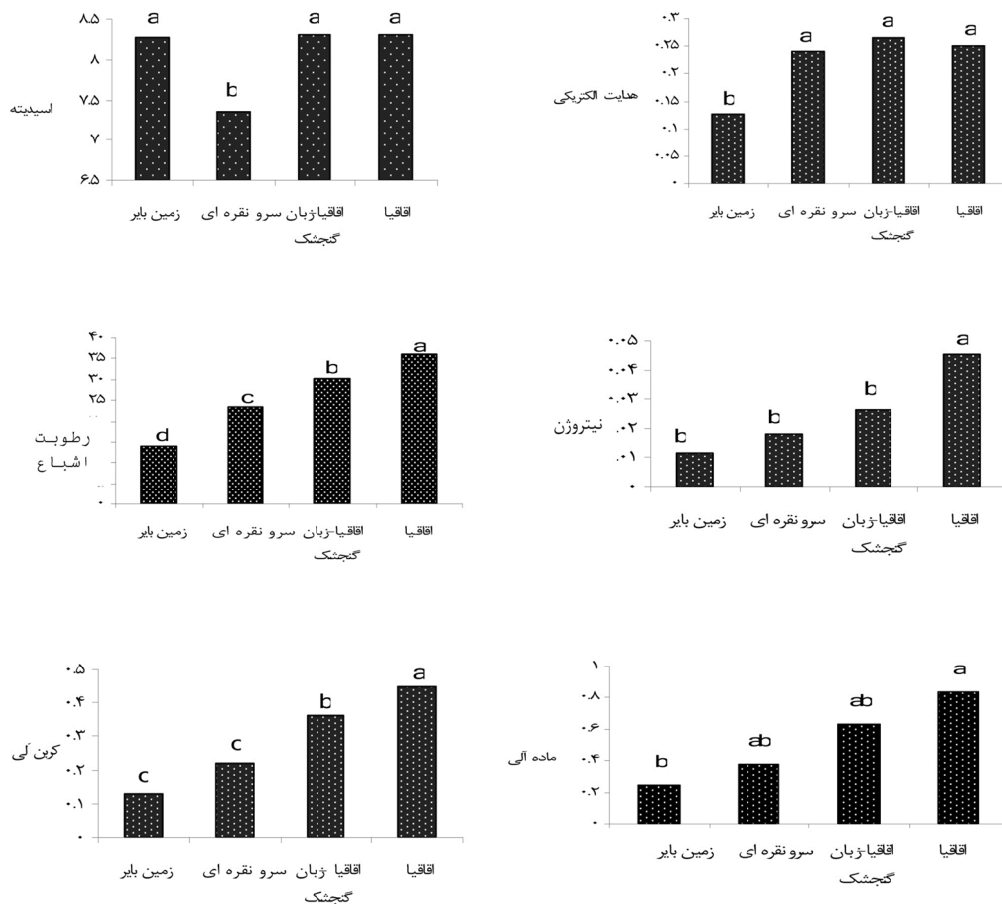 ۸.۵
۸
۷.۵
۷
۶.۵
a
b
a
a
اسیدیته
زمین بایر
سرو نقره ای
اقاقیا-زبان
گنجشک
اقاقیا
۰.۳
۰.۲۵
۰.۲
۰.۱۵
۰.۱
۰.۰۵
۰
b
a
a
a
هدایت الکتریکی
زمین بایر
سرو نقره ای
اقاقیا-زبان
گنجشک
اقاقیا
۴۰
۳۵
۳۰
۲۵
۰
d
c
b
a
رطوبت
اشباع
زمین بایر
سرو نقره ای
اقاقیا-زبان
گنجشک
اقاقیا
۰.۰۵
۰.۰۴
۰.۰۳
۰.۰۲
۰.۰۱
۰
b
b
b
a
نیتروژن
زمین بایر
سرو نقره ای
اقاقیا-زبان
گنجشک
اقاقیا
۰.۵
۰.۴
۰.۳
۰.۲
۰.۱
۰
c
c
b
a
کربن آلی
زمین بایر
سرو نقره ای
اقاقیا -زبان
گنجشک
اقاقیا
۱
۰.۸
۰.۶
۰.۴
۰.۲
۰
b
ab
ab
a
ماده آلی
زمین بایر
سرو نقره ای
اقاقیا-زبان
گنجشک
اقاقیا